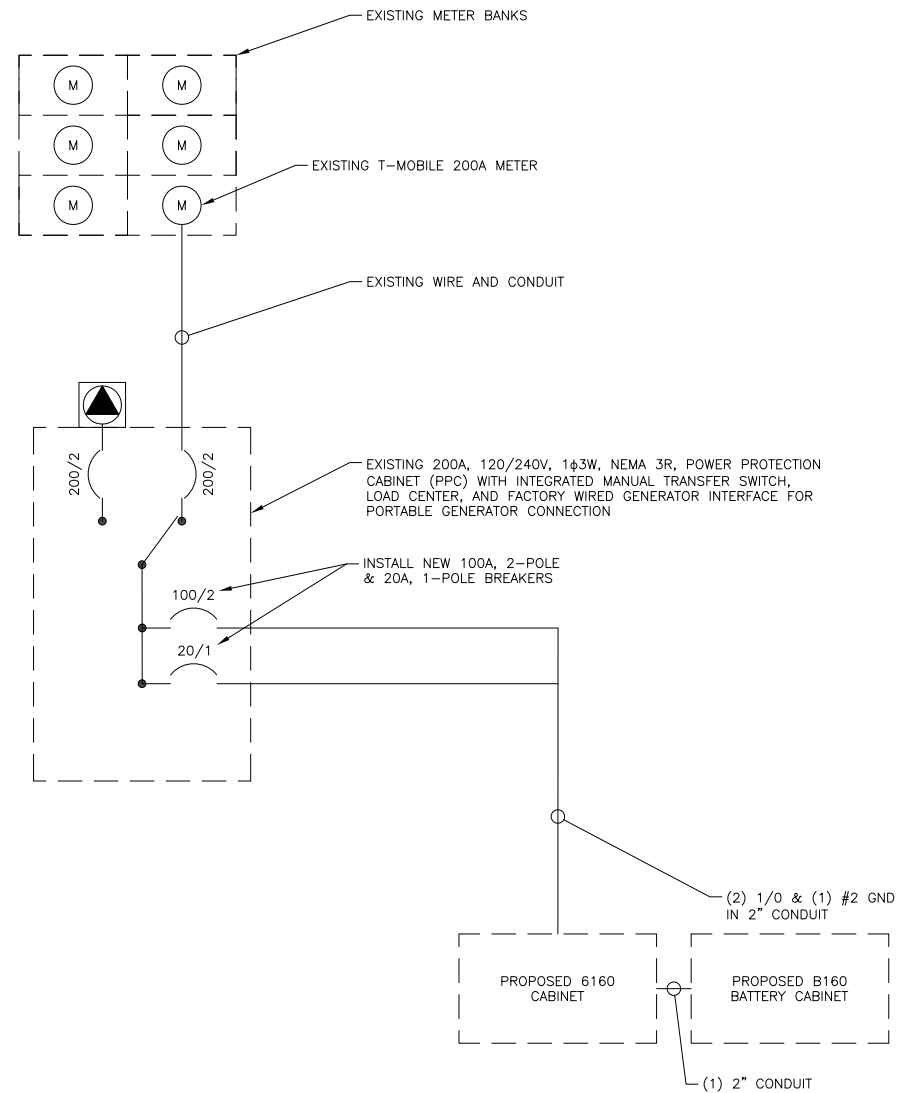 EXISTING METER BANKS
M M
M M
EXISTING T-MOBILE 200A METER
M M
EXISTING WIRE AND CONDUIT
200/2 200/2
EXISTING 200A, 120/240V, 1ϕ3W, NEMA 3R, POWER PROTECTION
CABINET (PPC) WITH INTEGRATED MANUAL TRANSFER SWITCH,
LOAD CENTER, AND FACTORY WIRED GENERATOR INTERFACE FOR
PORTABLE GENERATOR CONNECTION
INSTALL NEW 100A, 2-POLE
& 20A, 1-POLE BREAKERS
100/2
20/1
(2) 1/0 & (1) #2 GND
IN 2" CONDUIT
PROPOSED 6160
CABINET
PROPOSED B160
BATTERY CABINET
(1) 2" CONDUIT